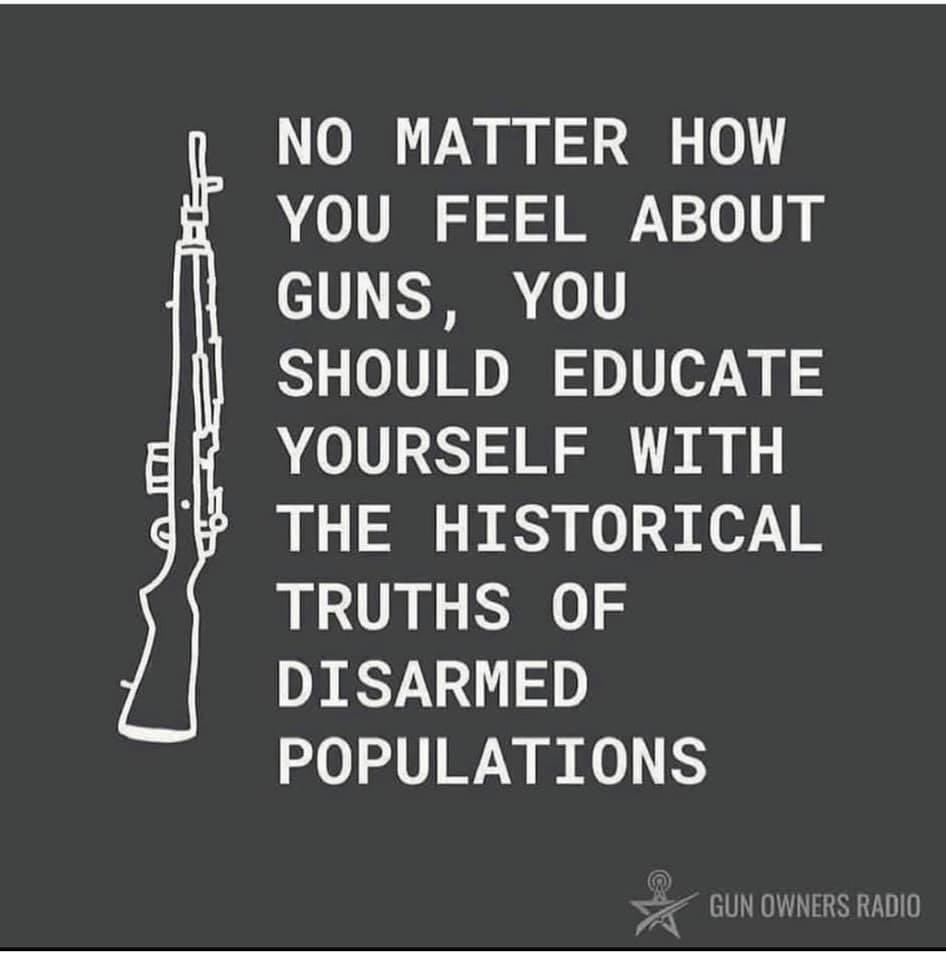 NO MATTER HOW
YOU FEEL ABOUT
GUNS, YOU
SHOULD EDUCATE
YOURSELF WITH
THE HISTORICAL
TRUTHS OF
DISARMED
POPULATIONS
GUN OWNERS RADIO